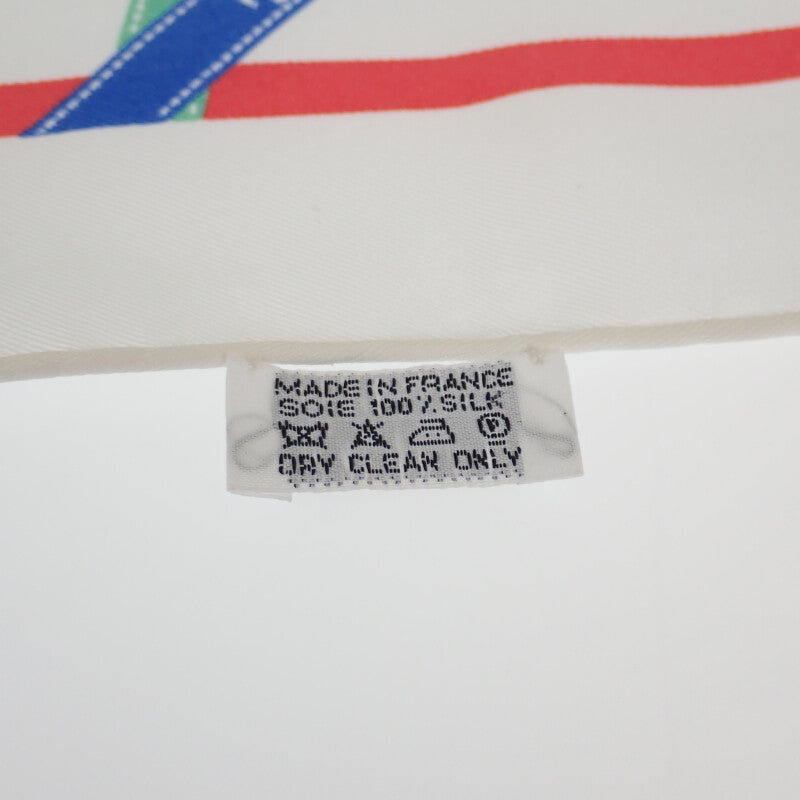 MADE IN FRANCE
SOIE 100% SILK
P
DRY CLEAN ONLY